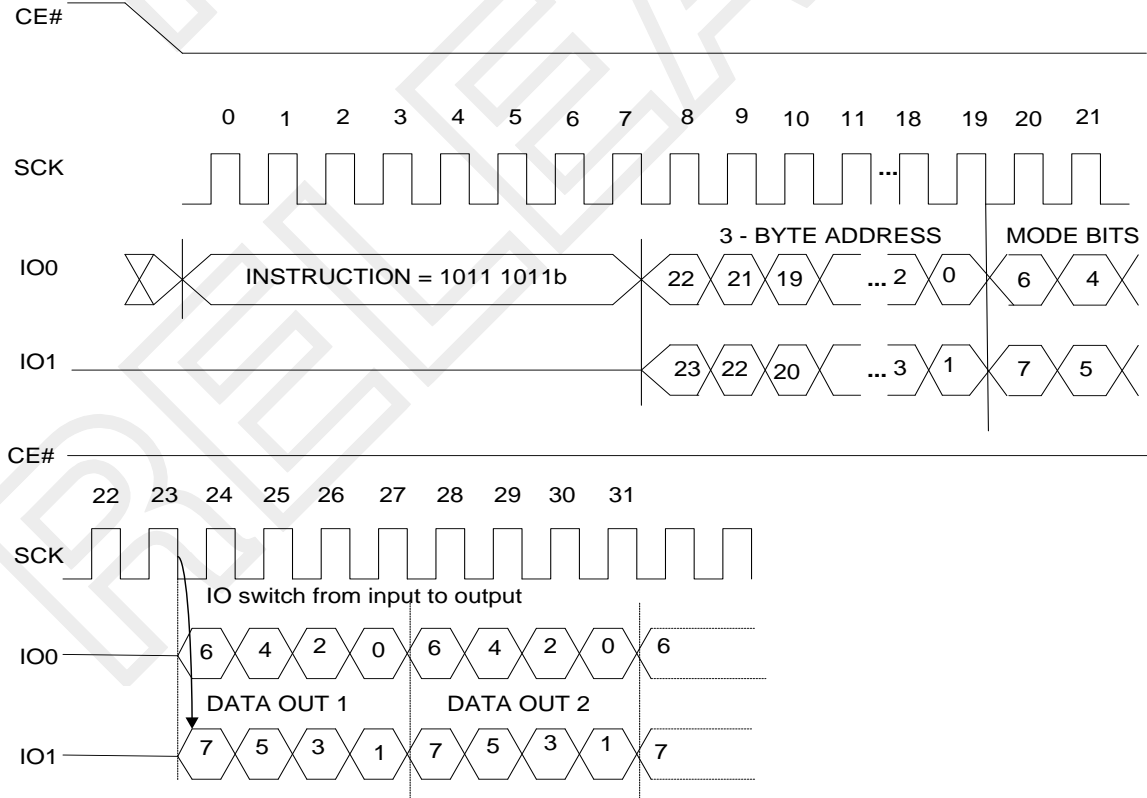 CE#
0 1 2 3 4 5 6 7 8 9 10 11 18 19 20 21
SCK
...
3 - BYTE ADDRESS MODE BITS
IO0
INSTRUCTION = 1011 1011b
22 21 19 ... 2 0 6 4
IO1
23 22 20 ... 3 1 7 5
CE#
22 23 24 25 26 27 28 29 30 31
SCK
IO switch from input to output
IO0
6 4 2 0 6 4 2 0 6
DATA OUT 1 DATA OUT 2
IO1
7 5 3 1 7 5 3 1 7